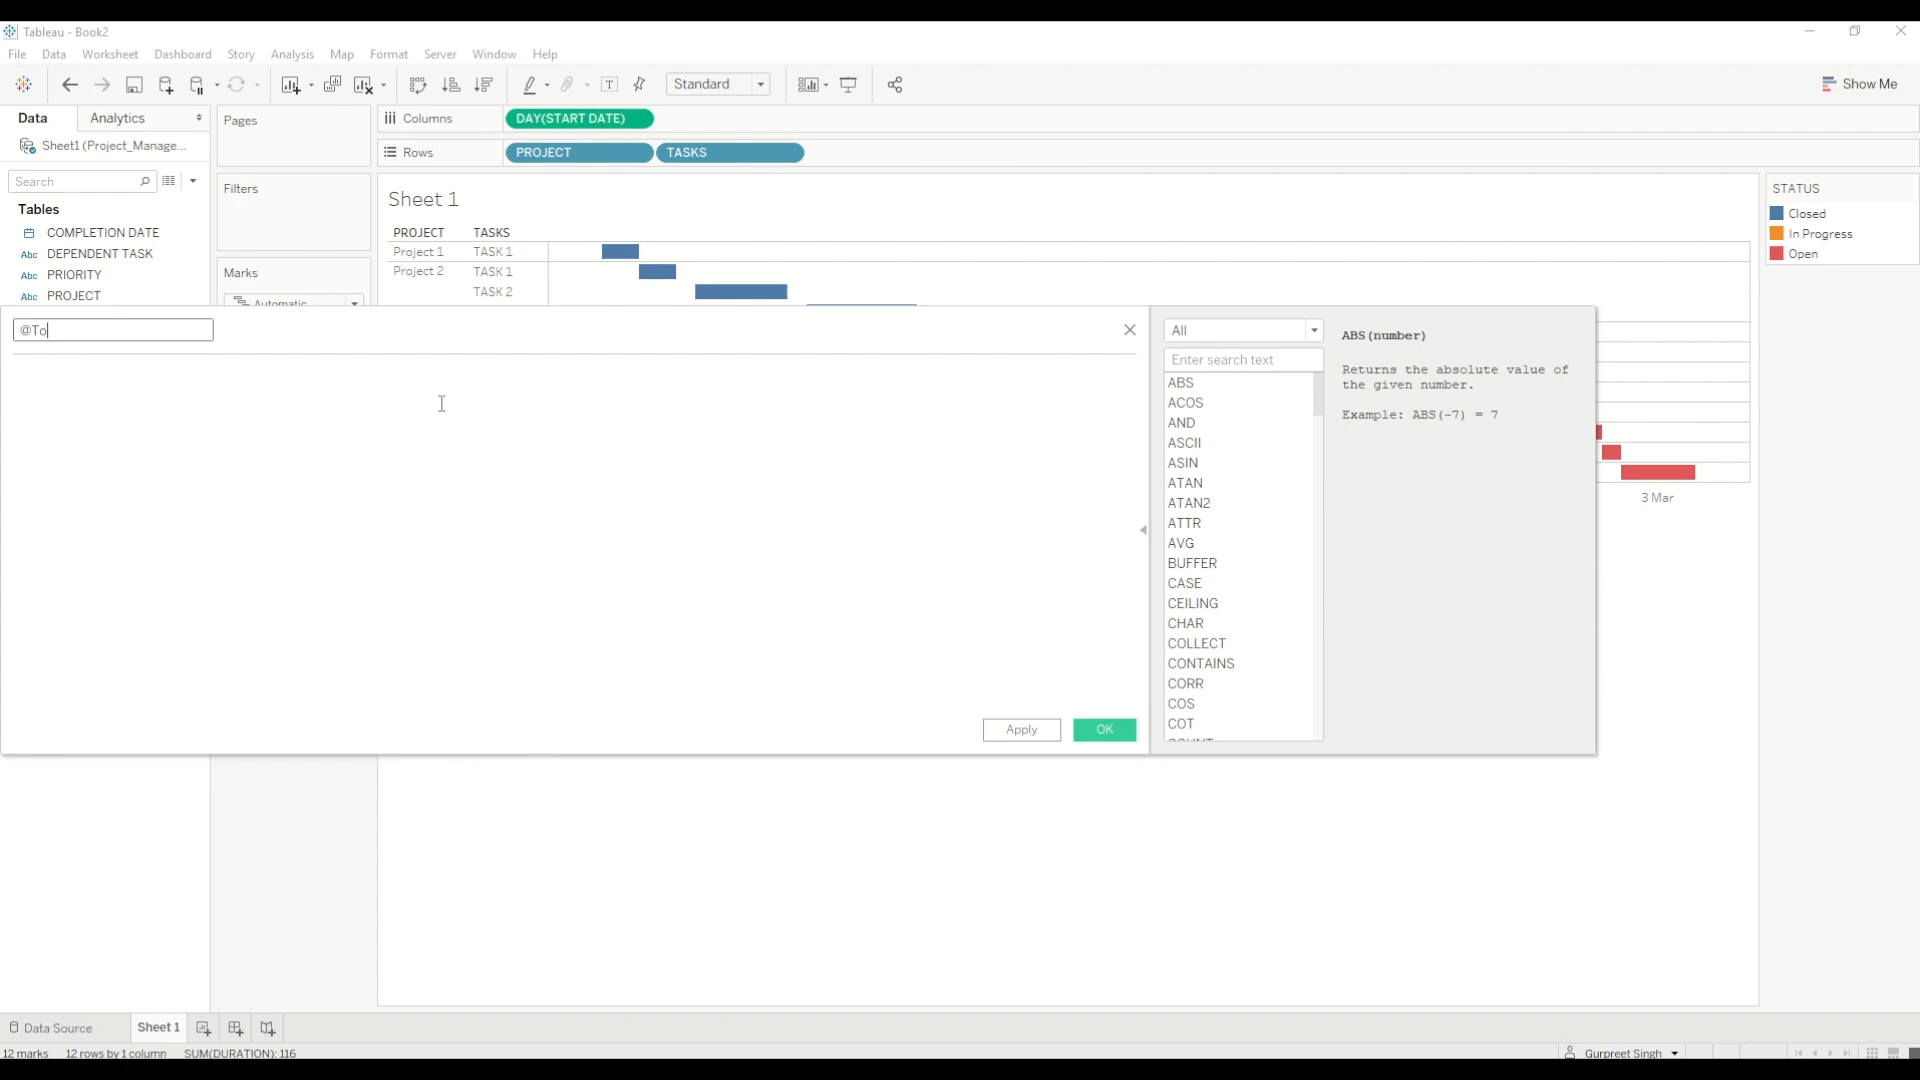 Tableau - Book2
File Data Worksheet Dashboard Story Analysis Map Format Server Window Help
Standard
Show Me
Data Analytics
Pages
Columns DAY(START DATE)
Sheet1 (Project_Manage...
Rows PROJECT TASKS
Search
Filters
STATUS
Sheet 1
Tables
Closed
COMPLETION DATE
PROJECT TASKS
In Progress
Abc DEPENDENT TASK
Project 1 TASK 1
Open
Abc PRIORITY
Marks
Project 2 TASK 1
Abc PROJECT
TASK 2
Automatic
@To
All
ABS(number)
Enter search text
Returns the absolute value of
the given number.
Example: ABS(-7) = 7
ABS
ACOS
AND
ASCII
ASIN
ATAN
ATAN2
ATTR
AVG
BUFFER
CASE
CEILING
CHAR
COLLECT
CONTAINS
CORR
COS
COT
COUNT
3 Mar
Apply OK
Data Source Sheet 1
12 marks 12 rows by 1 column SUM(DURATION): 116
Gurpreet Singh